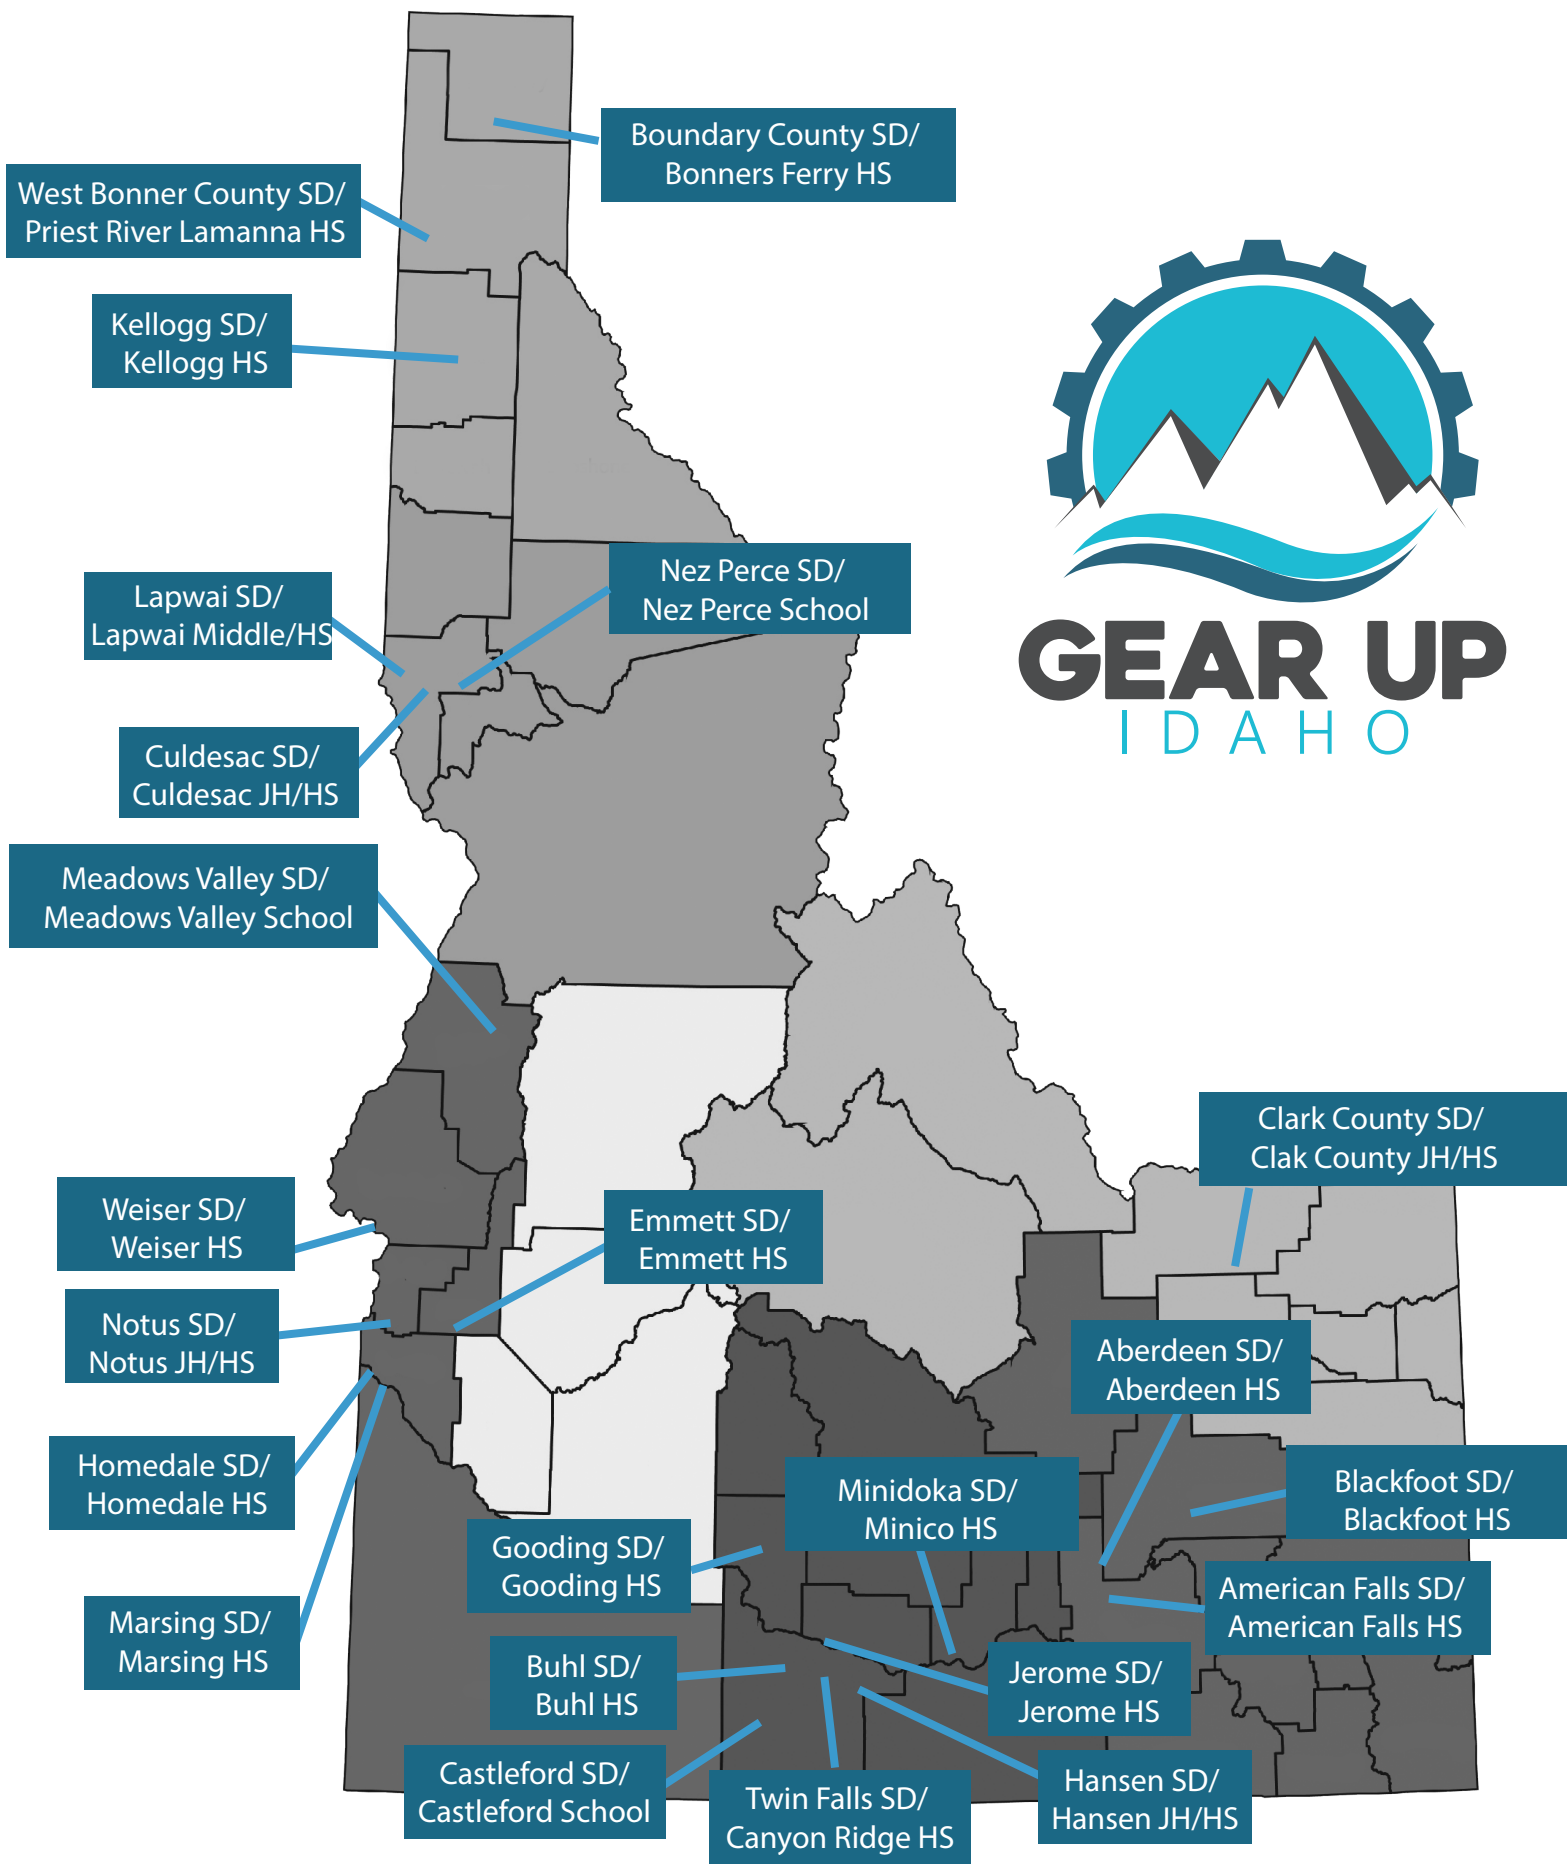 Boundary County SD/
Bonners Ferry HS
West Bonner County SD/
Priest River Lamanna HS
Kellogg SD/
Kellogg HS
Nez Perce SD/
Nez Perce School
Lapwai SD/
Lapwai Middle/HS
GEAR UP
IDAHO
Culdesac SD/
Culdesac JH/HS
Meadows Valley SD/
Meadows Valley School
Clark County SD/
Clak County JH/HS
Weiser SD/
Weiser HS
Emmett SD/
Emmett HS
Notus SD/
Notus JH/HS
Aberdeen SD/
Aberdeen HS
Homedale SD/
Homedale HS
Minidoka SD/
Minico HS
Blackfoot SD/
Blackfoot HS
Gooding SD/
Gooding HS
American Falls SD/
American Falls HS
Marsing SD/
Marsing HS
Buhl SD/
Buhl HS
Jerome SD/
Jerome HS
Castleford SD/
Castleford School
Twin Falls SD/
Canyon Ridge HS
Hansen SD/
Hansen JH/HS